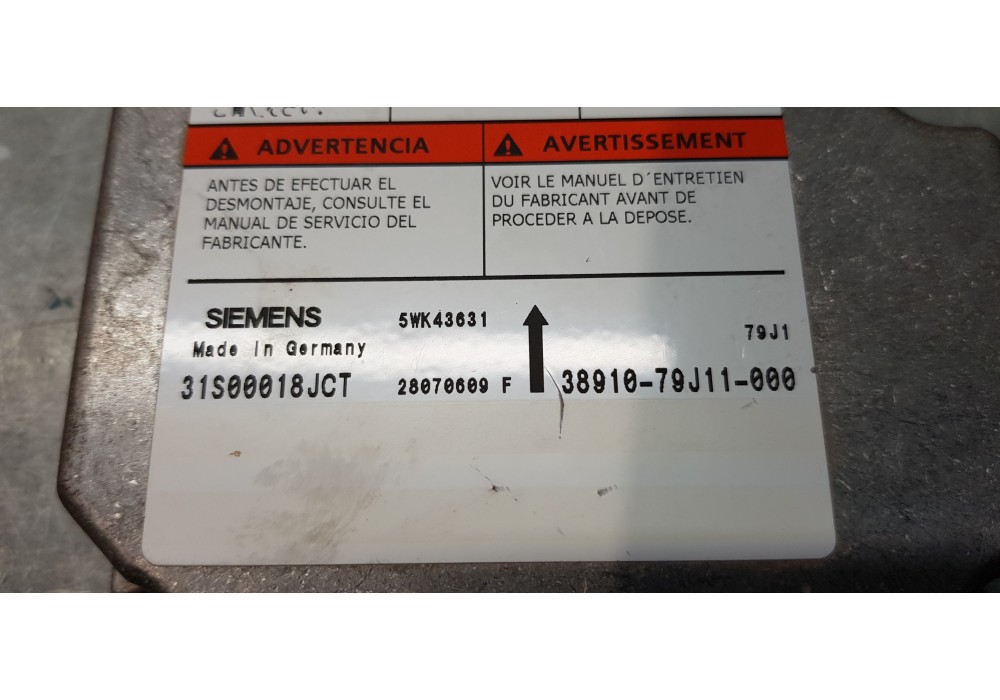 ADVERTENCIA
AVERTISSEMENT
ANTES DE EFECTUAR EL
DESMONTAJE, CONSULTE EL
MANUAL DE SERVICIO DEL
FABRICANTE.
VOIR LE MANUEL D´ENTRETIEN
DU FABRICANT AVANT DE
PROCEDER A LA DEPOSE.
SIEMENS 5WK43631 79J1
Made in Germany
31S00018JCT 28070609 F 38910-79J11-000